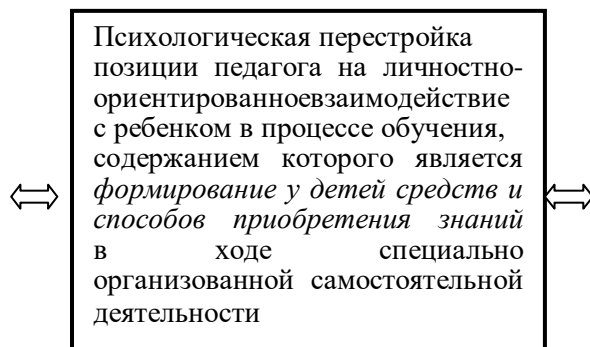 Психологическая перестройка
позиции педагога на личностно-
ориентированноевзаимодействие
с ребенком в процессе обучения,
содержанием которого является
формирование у детей средств и
способов приобретения знаний
в ходе специально
организованной самостоятельной
деятельности